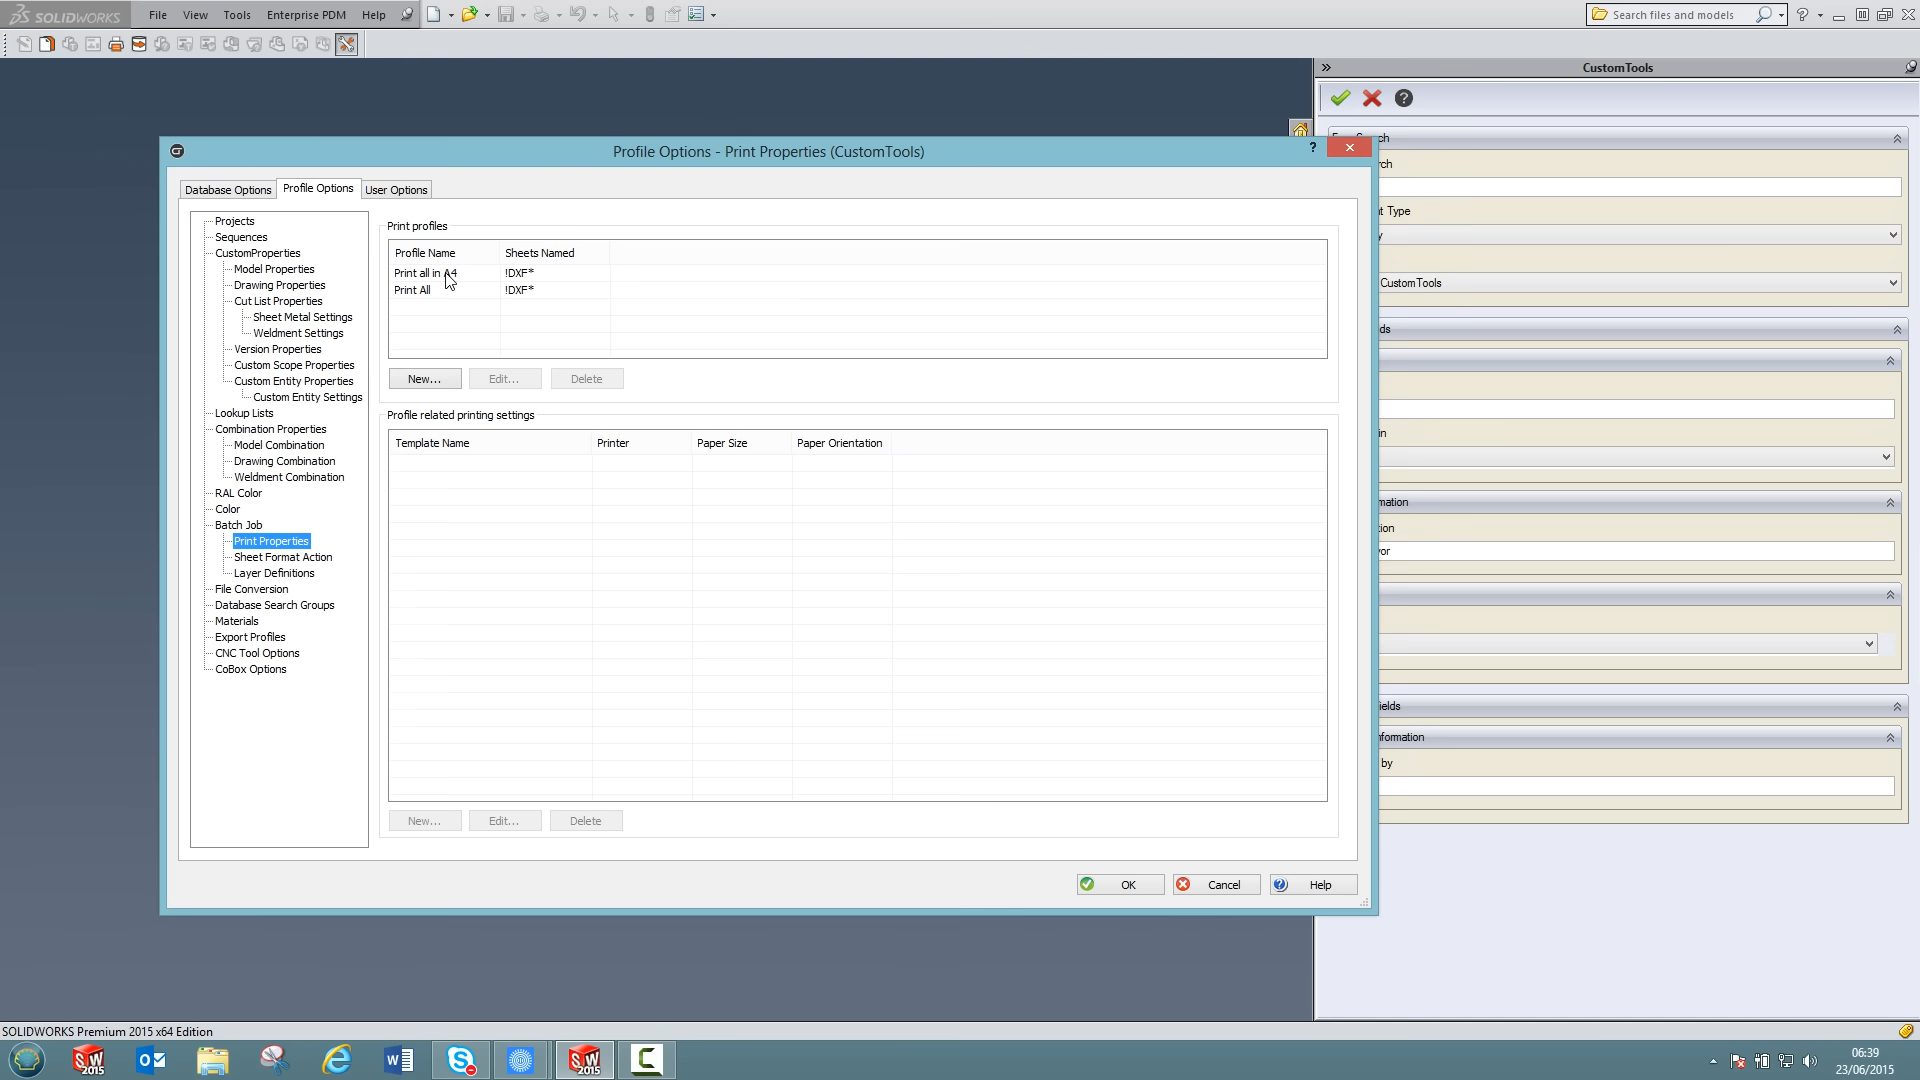 SOLIDWORKS File View Tools Enterprise PDM Help Search files and models
CustomTools
Profile Options - Print Properties (CustomTools)
Database Options Profile Options User Options
Projects
Sequences
CustomProperties
Model Properties
Drawing Properties
Cut List Properties
Sheet Metal Settings
Weldment Settings
Version Properties
Custom Scope Properties
Custom Entity Properties
Custom Entity Settings
Lookup Lists
Combination Properties
Model Combination
Drawing Combination
Weldment Combination
RAL Color
Color
Batch Job
Print Properties
Sheet Format Action
Layer Definitions
File Conversion
Database Search Groups
Materials
Export Profiles
CNC Tool Options
CoBox Options
Print profiles
Profile Name Sheets Named
Print all in A4 !DXF*
Print All !DXF*
New... Edit... Delete
Profile related printing settings
Template Name Printer Paper Size Paper Orientation
New... Edit... Delete
OK Cancel Help
rch
rch
t Type
y
CustomTools
ds
in
mation
tion
or
ields
formation
by
SOLIDWORKS Premium 2015 x64 Edition
SW 2015
SW 2015
06:39
23/06/2015